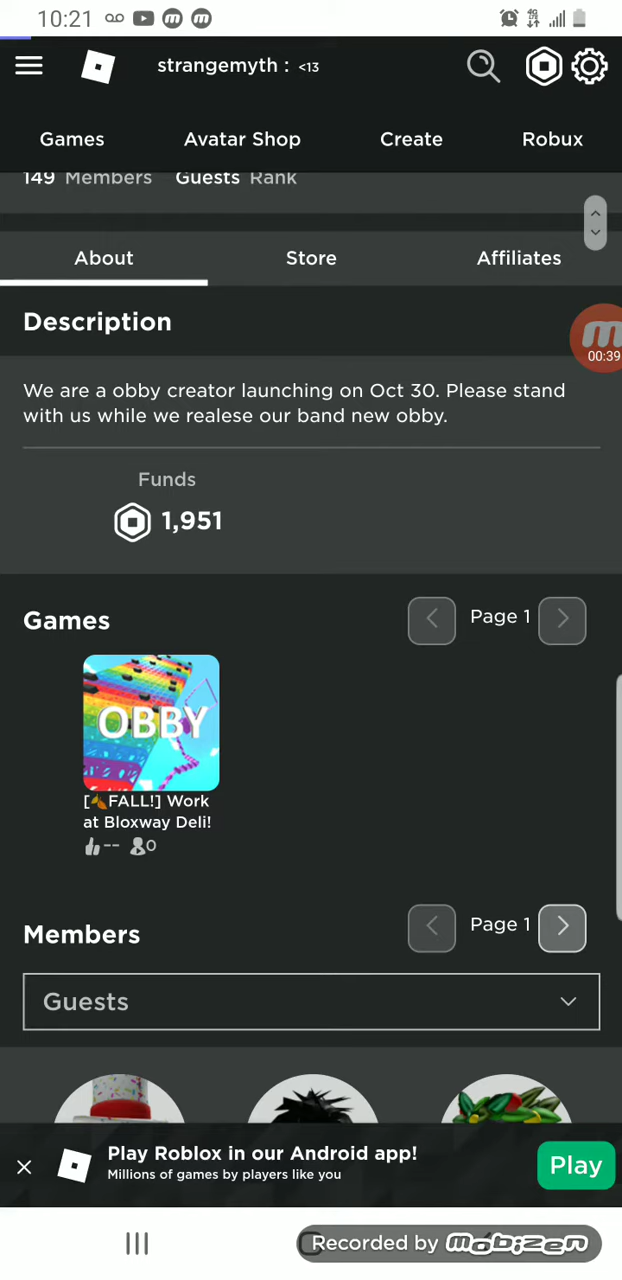 10:21
4G
strangemyth : <13
Games Avatar Shop Create Robux
149 Members Guests Rank
About Store Affiliates
Description
00:39
We are a obby creator launching on Oct 30. Please stand
with us while we realese our band new obby.
Funds
1,951
Games
Page 1
OBBY
[🍂FALL!] Work
at Bloxway Deli!
-- 0
Members
Page 1
Guests
Play Roblox in our Android app!
Millions of games by players like you
Play
Recorded by mobizen